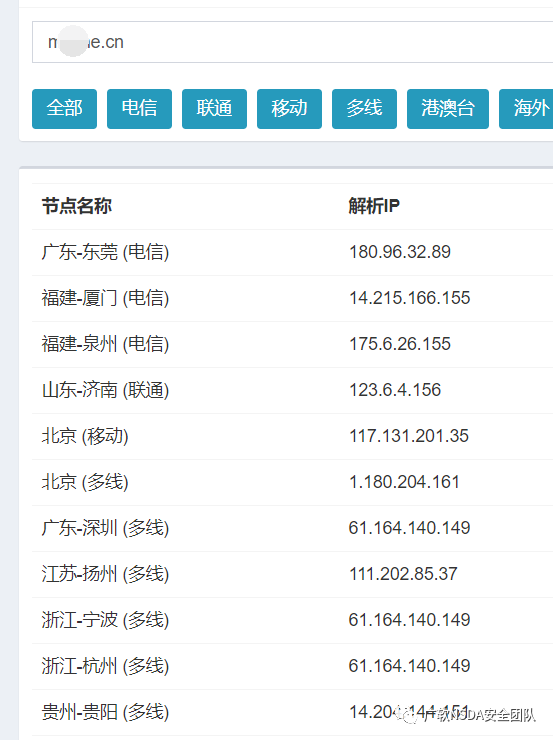 全部 电信 联通 移动 多线 港澳台 海外
节点名称 解析IP
广东-东莞 (电信) 180.96.32.89
福建-厦门 (电信) 14.215.166.155
福建-泉州 (电信) 175.6.26.155
山东-济南 (联通) 123.6.4.156
北京 (移动) 117.131.201.35
北京 (多线) 1.180.204.161
广东-深圳 (多线) 61.164.140.149
江苏-扬州 (多线) 111.202.85.37
浙江-宁波 (多线) 61.164.140.149
浙江-杭州 (多线) 61.164.140.149
贵州-贵阳 (多线) 14.204.144.151
广软NSDA安全团队